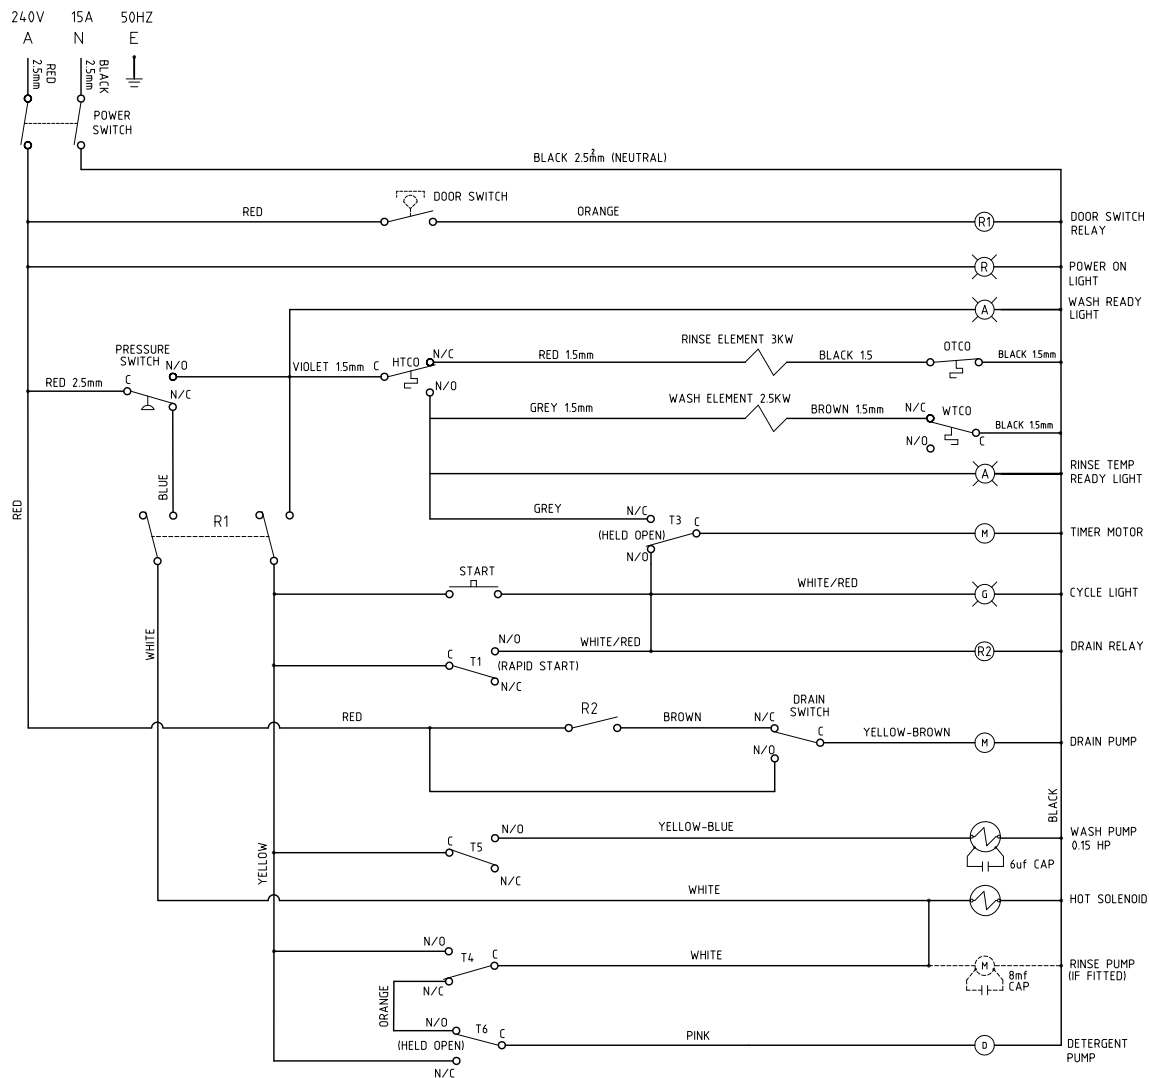 240V 15A 50HZ
A N E
RED
2.5mm
BLACK
2.5mm
POWER
SWITCH
BLACK 2.5mm² (NEUTRAL)
DOOR SWITCH
RED
ORANGE
R1
DOOR SWITCH
RELAY
R
POWER ON
LIGHT
A
WASH READY
LIGHT
PRESSURE
SWITCH
N/O
C
N/C
RED 2.5mm
VIOLET 1.5mm
C
HTCO
N/C
N/O
RED 1.5mm
RINSE ELEMENT 3KW
BLACK 1.5
OTCO
BLACK 1.5mm
GREY 1.5mm
WASH ELEMENT 2.5KW
BROWN 1.5mm
N/C
WTCO
N/O
C
BLACK 1.5mm
A
RINSE TEMP
READY LIGHT
RED
BLUE
R1
GREY
N/C
T3
C
(HELD OPEN)
N/O
M
TIMER MOTOR
START
WHITE/RED
G
CYCLE LIGHT
WHITE
C
T1
N/O
(RAPID START)
N/C
WHITE/RED
R2
DRAIN RELAY
RED
R2
BROWN
N/C
DRAIN
SWITCH
C
N/O
YELLOW-BROWN
M
DRAIN PUMP
BLACK
YELLOW
C
T5
N/O
N/C
YELLOW-BLUE
WASH PUMP
0.15 HP
6uf CAP
WHITE
HOT SOLENOID
N/O
T4
C
N/C
WHITE
M
8mf
CAP
RINSE PUMP
(IF FITTED)
ORANGE
N/O
T6
C
(HELD OPEN)
N/C
PINK
D
DETERGENT
PUMP